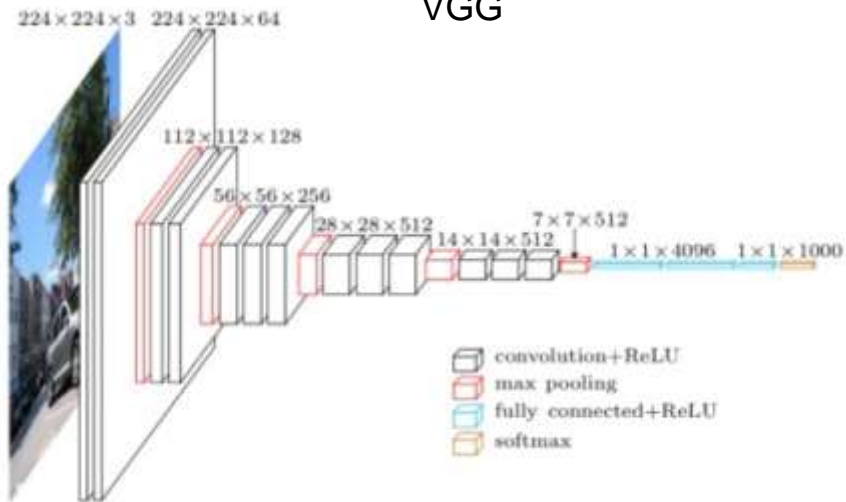 VGG
224×224×3 224×224×64
112×112×128
56×56×256
28×28×512
14×14×512
7×7×512
1×1×4096 1×1×1000
convolution+ReLU
max pooling
fully connected+ReLU
softmax